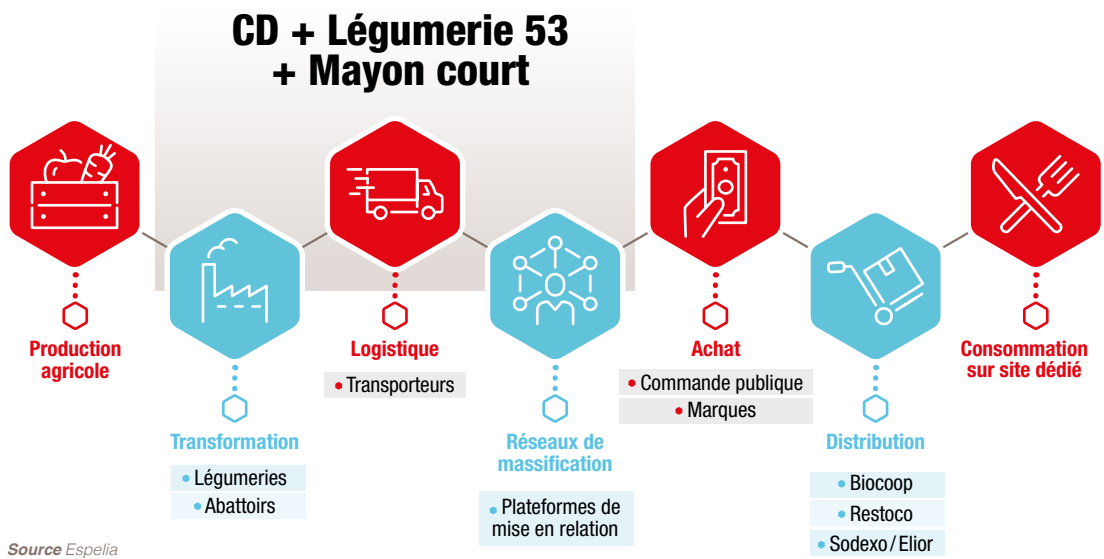 CD + Légumerie 53
+ Mayon court
Production
agricole
Transformation
Légumeries
Abattoirs
Logistique
Transporteurs
Réseaux de
massification
Plateformes de
mise en relation
Achat
Commande publique
Marques
Distribution
Biocoop
Restoco
Sodexo / Elior
Consommation
sur site dédié
Source Espelia